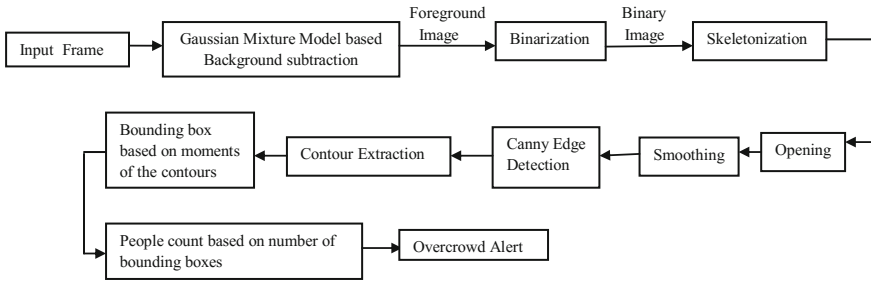 Input Frame
Gaussian Mixture Model based
Background subtraction
Foreground
Image
Binarization
Binary
Image
Skeletonization
Opening
Smoothing
Canny Edge
Detection
Contour Extraction
Bounding box
based on moments
of the contours
People count based on number of
bounding boxes
Overcrowd Alert